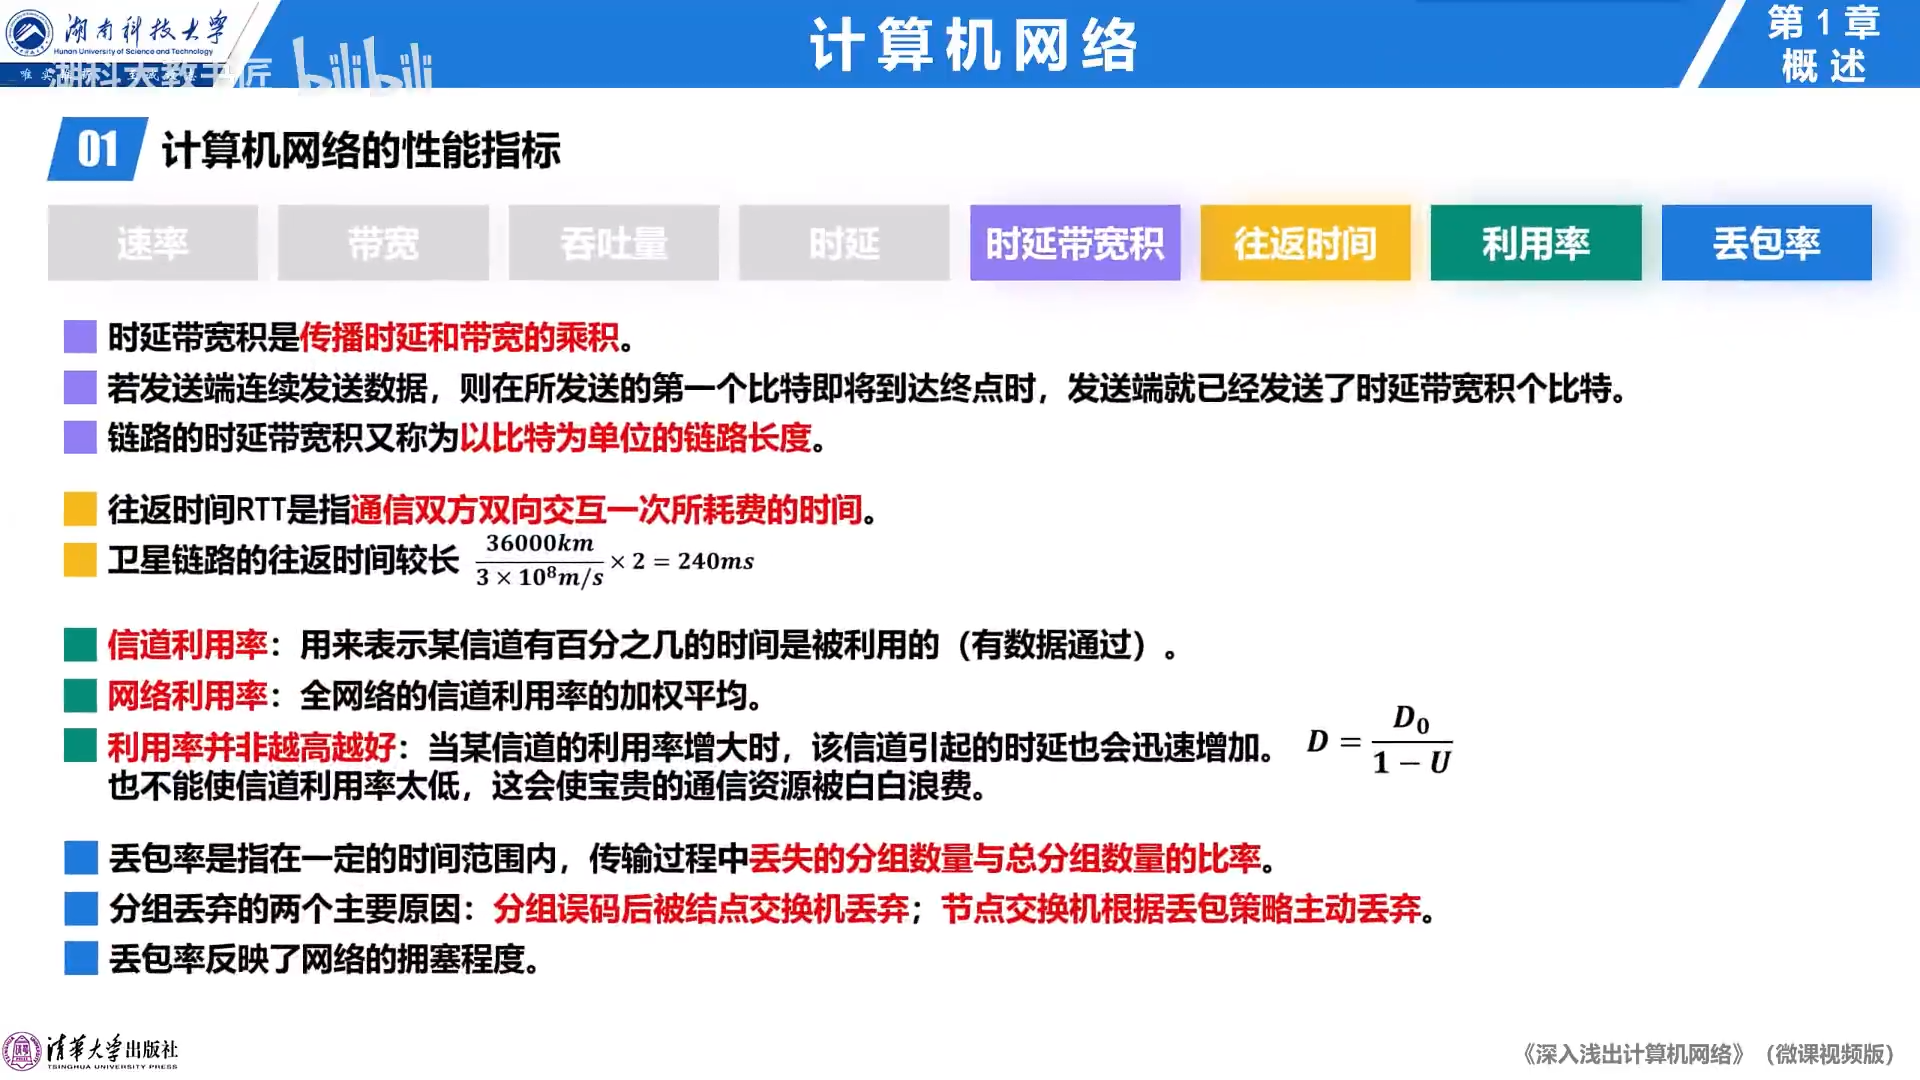 湖南科技大学
Hunan University of Science and Technology
湖科大教书匠
bilibili
计算机网络
第1章
概述
01 计算机网络的性能指标
速率 带宽 吞吐量 时延 时延带宽积 往返时间 利用率 丢包率
时延带宽积是传播时延和带宽的乘积。
若发送端连续发送数据，则在所发送的第一个比特即将到达终点时，发送端就已经发送了时延带宽积个比特。
链路的时延带宽积又称为以比特为单位的链路长度。
往返时间RTT是指通信双方双向交互一次所耗费的时间。
卫星链路的往返时间较长 36000km / 3 × 10⁸m/s × 2 = 240ms
信道利用率：用来表示某信道有百分之几的时间是被利用的（有数据通过）。
网络利用率：全网络的信道利用率的加权平均。
利用率并非越高越好：当某信道的利用率增大时，该信道引起的时延也会迅速增加。 D = D₀ / 1 − U
也不能使信道利用率太低，这会使宝贵的通信资源被白白浪费。
丢包率是指在一定的时间范围内，传输过程中丢失的分组数量与总分组数量的比率。
分组丢弃的两个主要原因：分组误码后被结点交换机丢弃；节点交换机根据丢包策略主动丢弃。
丢包率反映了网络的拥塞程度。
清华大学出版社
TSINGHUA UNIVERSITY PRESS
《深入浅出计算机网络》（微课视频版）